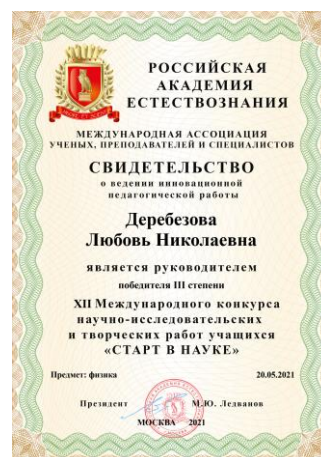 РОССИЙСКАЯ
АКАДЕМИЯ
ЕСТЕСТВОЗНАНИЯ
МЕЖДУНАРОДНАЯ АССОЦИАЦИЯ
УЧЕНЫХ, ПРЕПОДАВАТЕЛЕЙ И СПЕЦИАЛИСТОВ
СВИДЕТЕЛЬСТВО
о ведении инновационной
педагогической работы
Деребезова
Любовь Николаевна
является руководителем
победителя III степени
XII Международного конкурса
научно-исследовательских
и творческих работ учащихся
«СТАРТ В НАУКЕ»
Предмет: физика 20.05.2021
Президент М.Ю. Ледванов
МОСКВА 2021